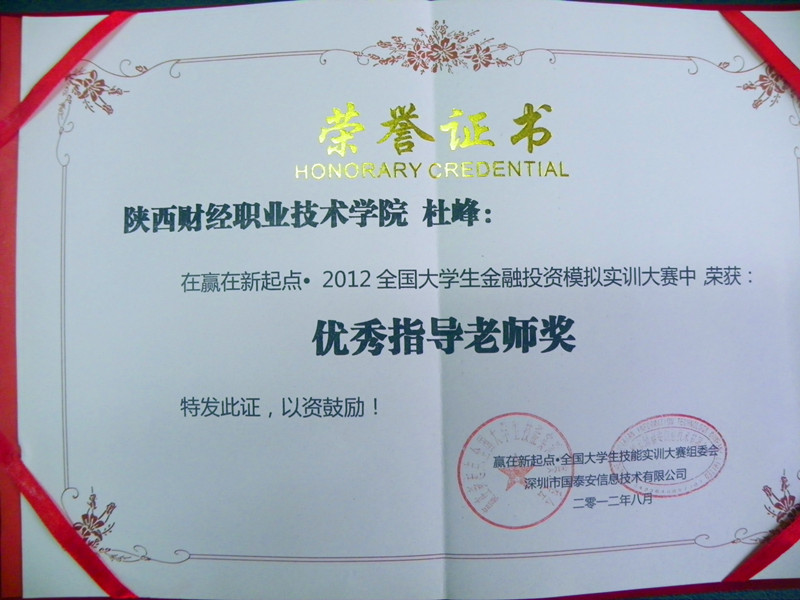 荣誉证书
HONORARY CREDENTIAL
陕西财经职业技术学院 杜峰：
在赢在新起点• 2012全国大学生金融投资模拟实训大赛中，荣获：
优秀指导老师奖
特发此证，以资鼓励！
赢在新起点•全国大学生技能实训大赛组委会
深圳市国泰安信息技术有限公司
二零一二年八月